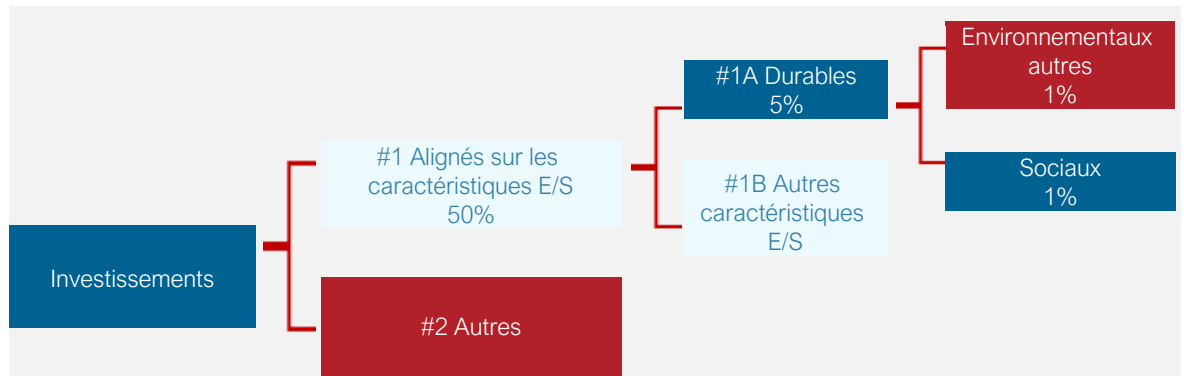 Investissements
#1 Alignés sur les
caractéristiques E/S
50%
#2 Autres
#1A Durables
5%
#1B Autres
caractéristiques
E/S
Environnementaux
autres
1%
Sociaux
1%